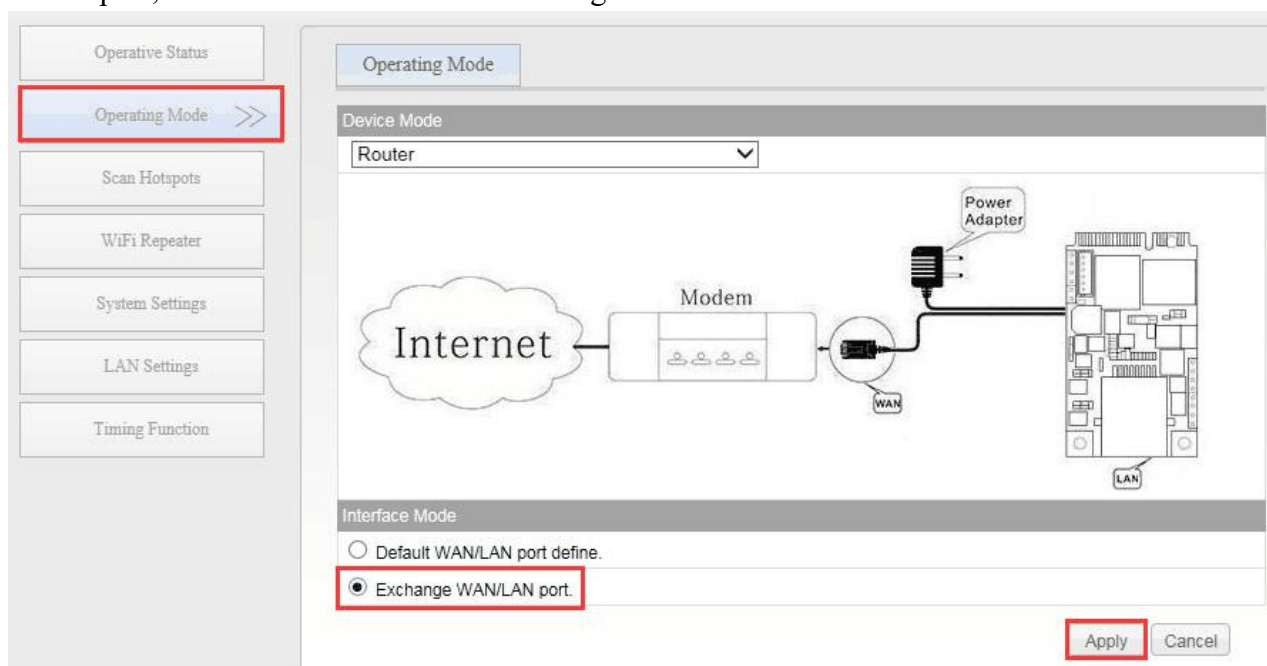 Operative Status
Operating Mode >>
Scan Hotspots
WiFi Repeater
System Settings
LAN Settings
Timing Function
Operating Mode
Device Mode
Router
Power
Adapter
Internet
Modem
WAN
LAN
Interface Mode
Default WAN/LAN port define.
Exchange WAN/LAN port.
Apply Cancel